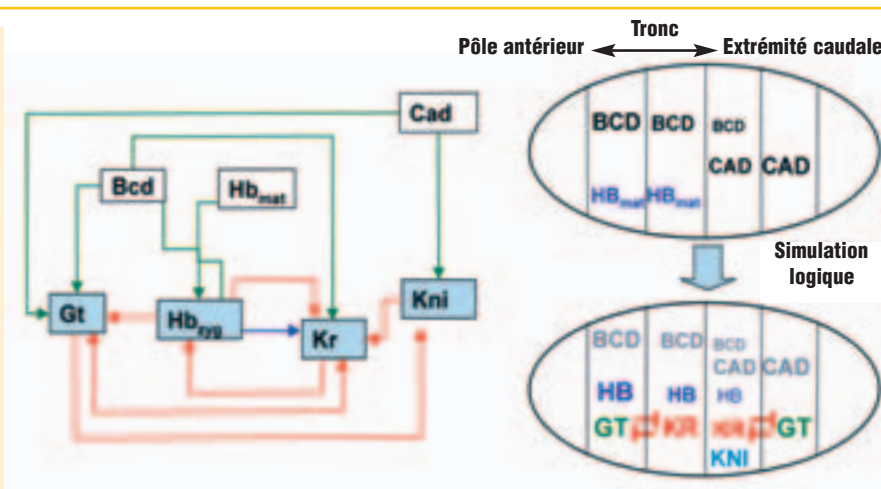 Tronc
Pôle antérieur Extrémité caudale
Cad
Bcd
Hbmat
Gt
Hbzyg
Kr
Kni
BCD BCD BCD
CAD CAD
HBmat HBmat
Simulation
logique
BCD BCD BCD
CAD CAD
HB HB HB
GT KR KR GT
KNI